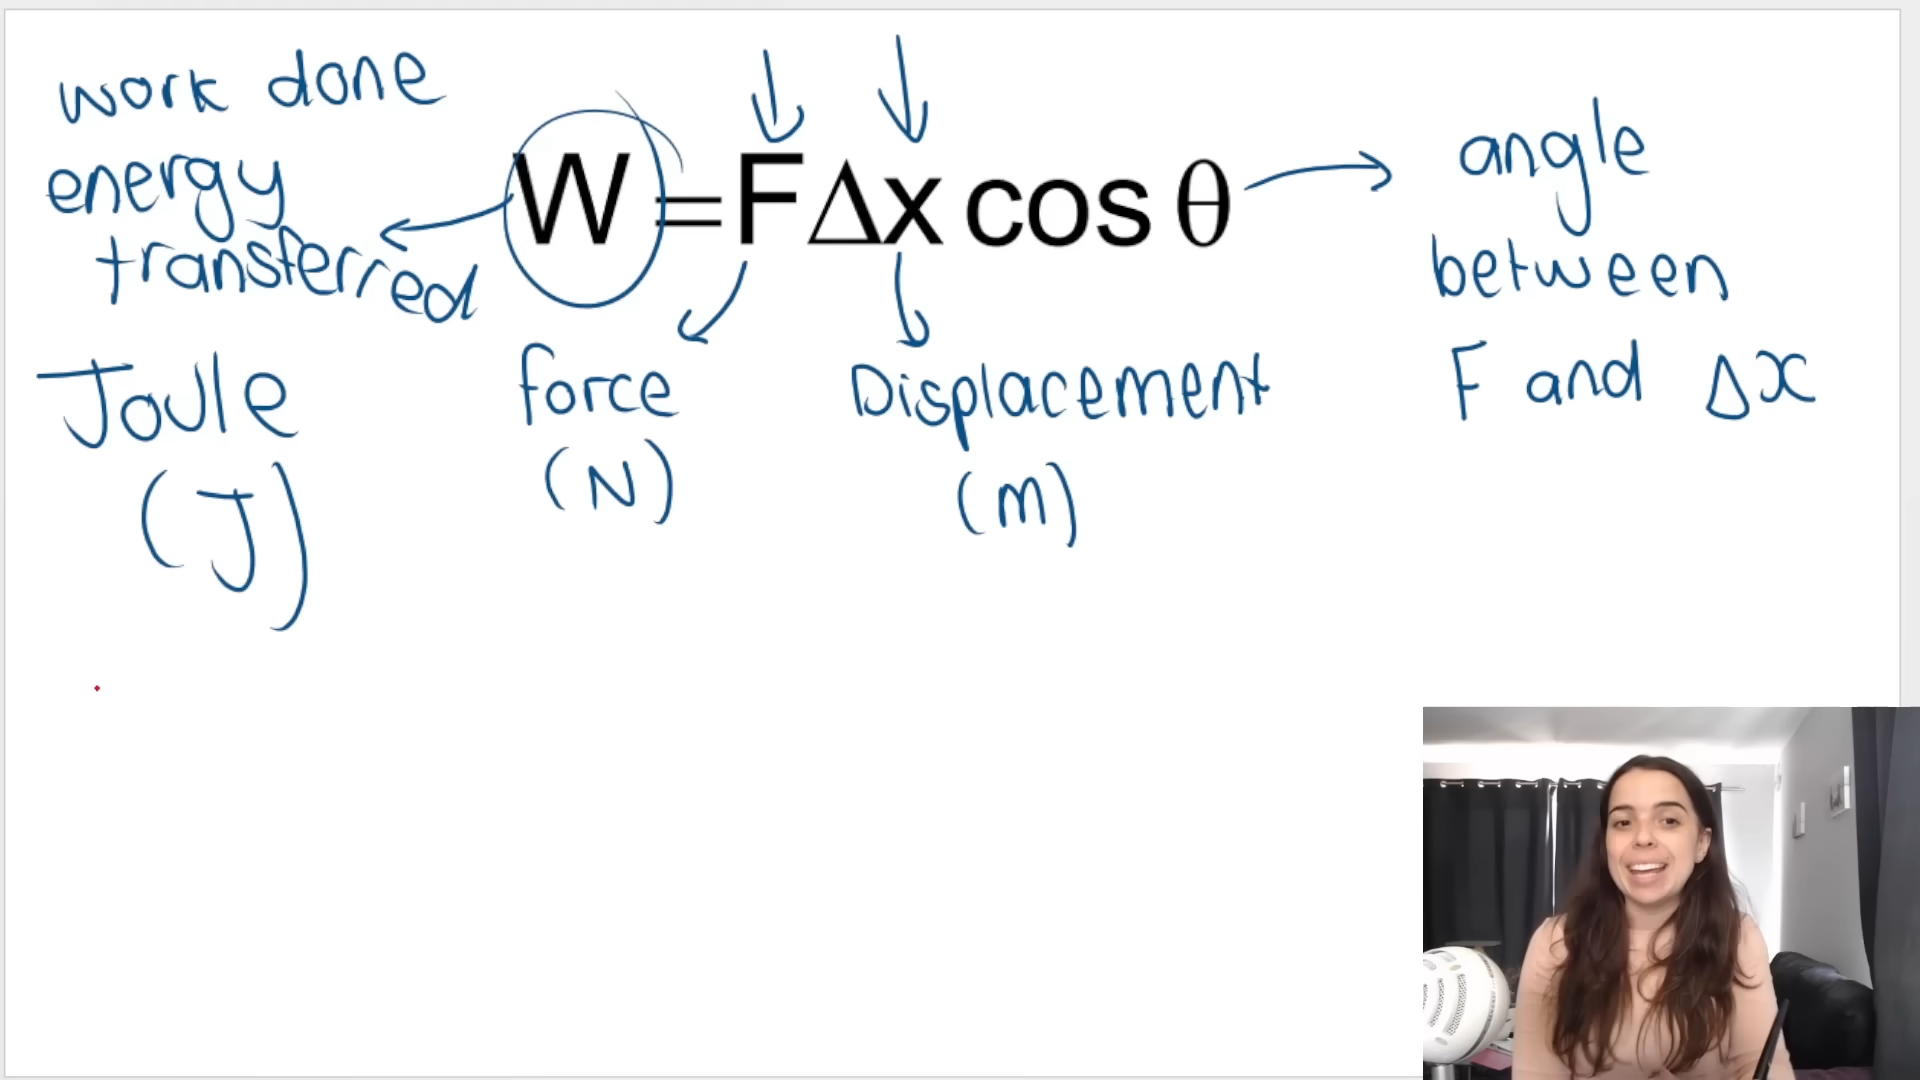 work done
energy
transferred
Joule
(J)
W = FΔx cos θ
force
(N)
Displacement
(m)
angle
between
F and Δx